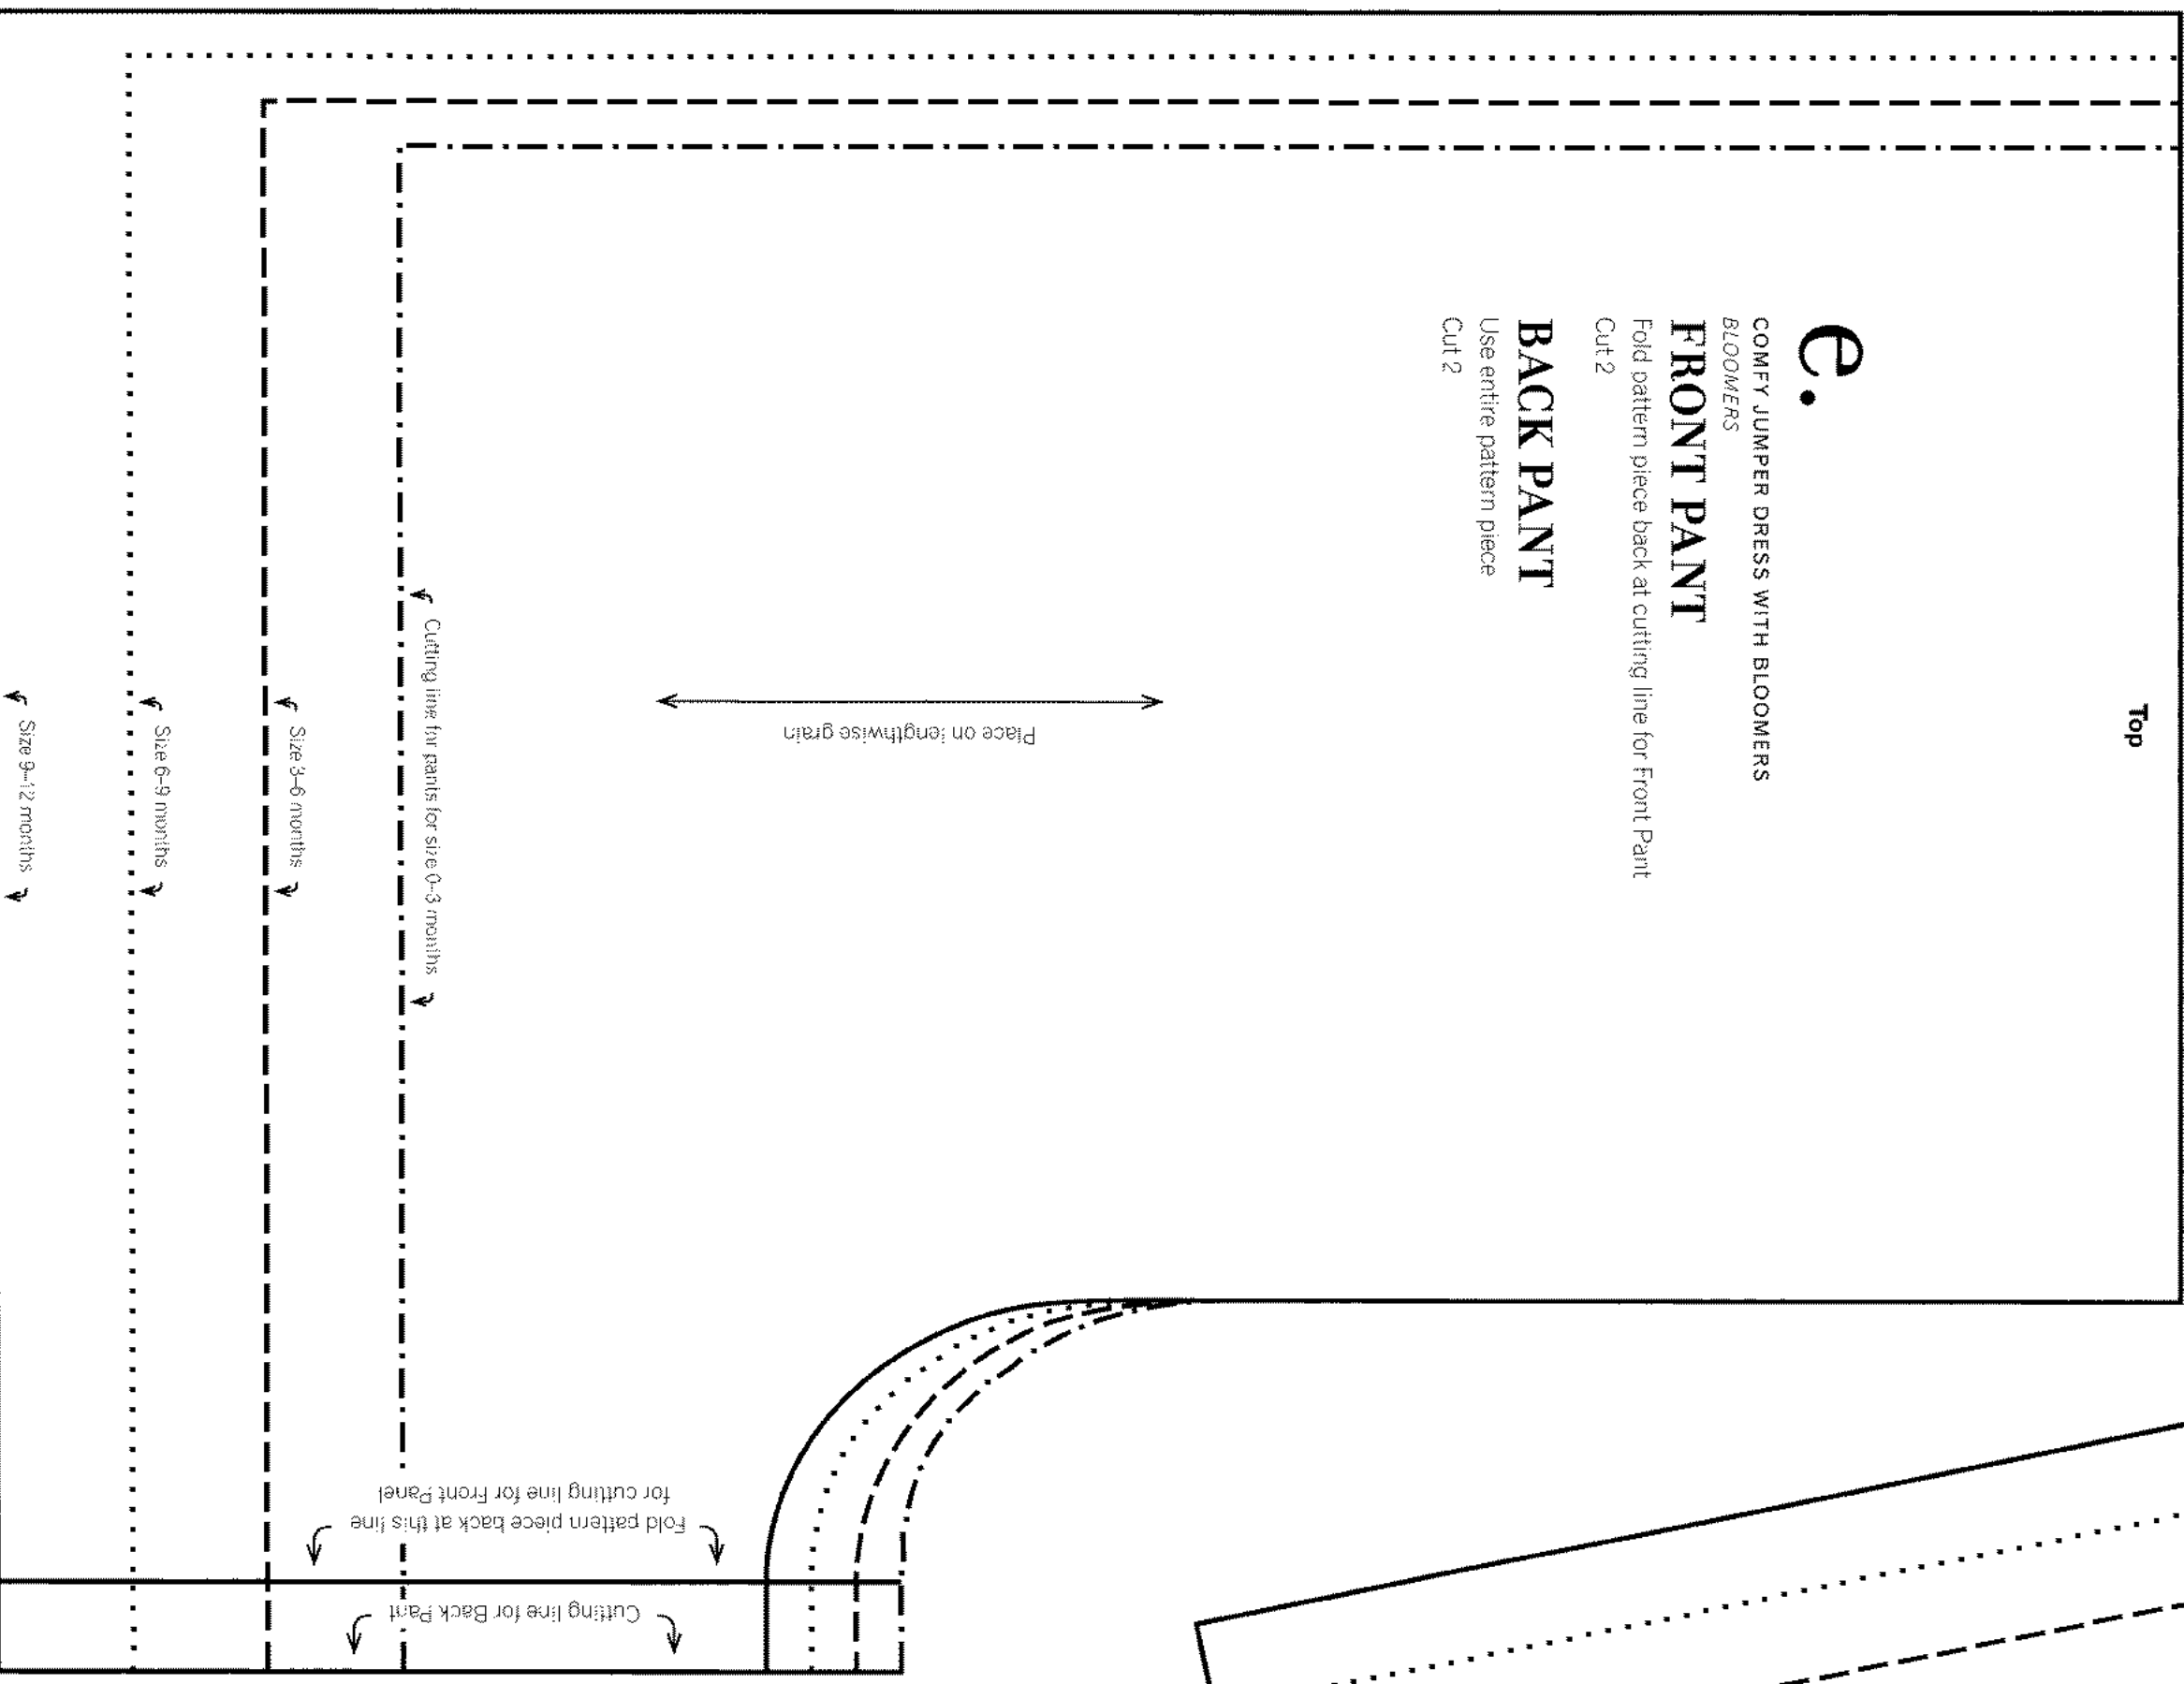 Top
e.
COMFY JUMPER DRESS WITH BLOOMERS
BLOOMERS
FRONT PANT
Fold pattern piece back at cutting line for Front Pant
Cut 2
BACK PANT
Use entire pattern piece
Cut 2
Place on lengthwise grain
Cutting line for pants for size 0-3 months
Size 3-6 months
Size 6-9 months
Size 9-12 months
Fold pattern piece back at this line
for cutting line for Front Panel
Cutting line for Back Pant